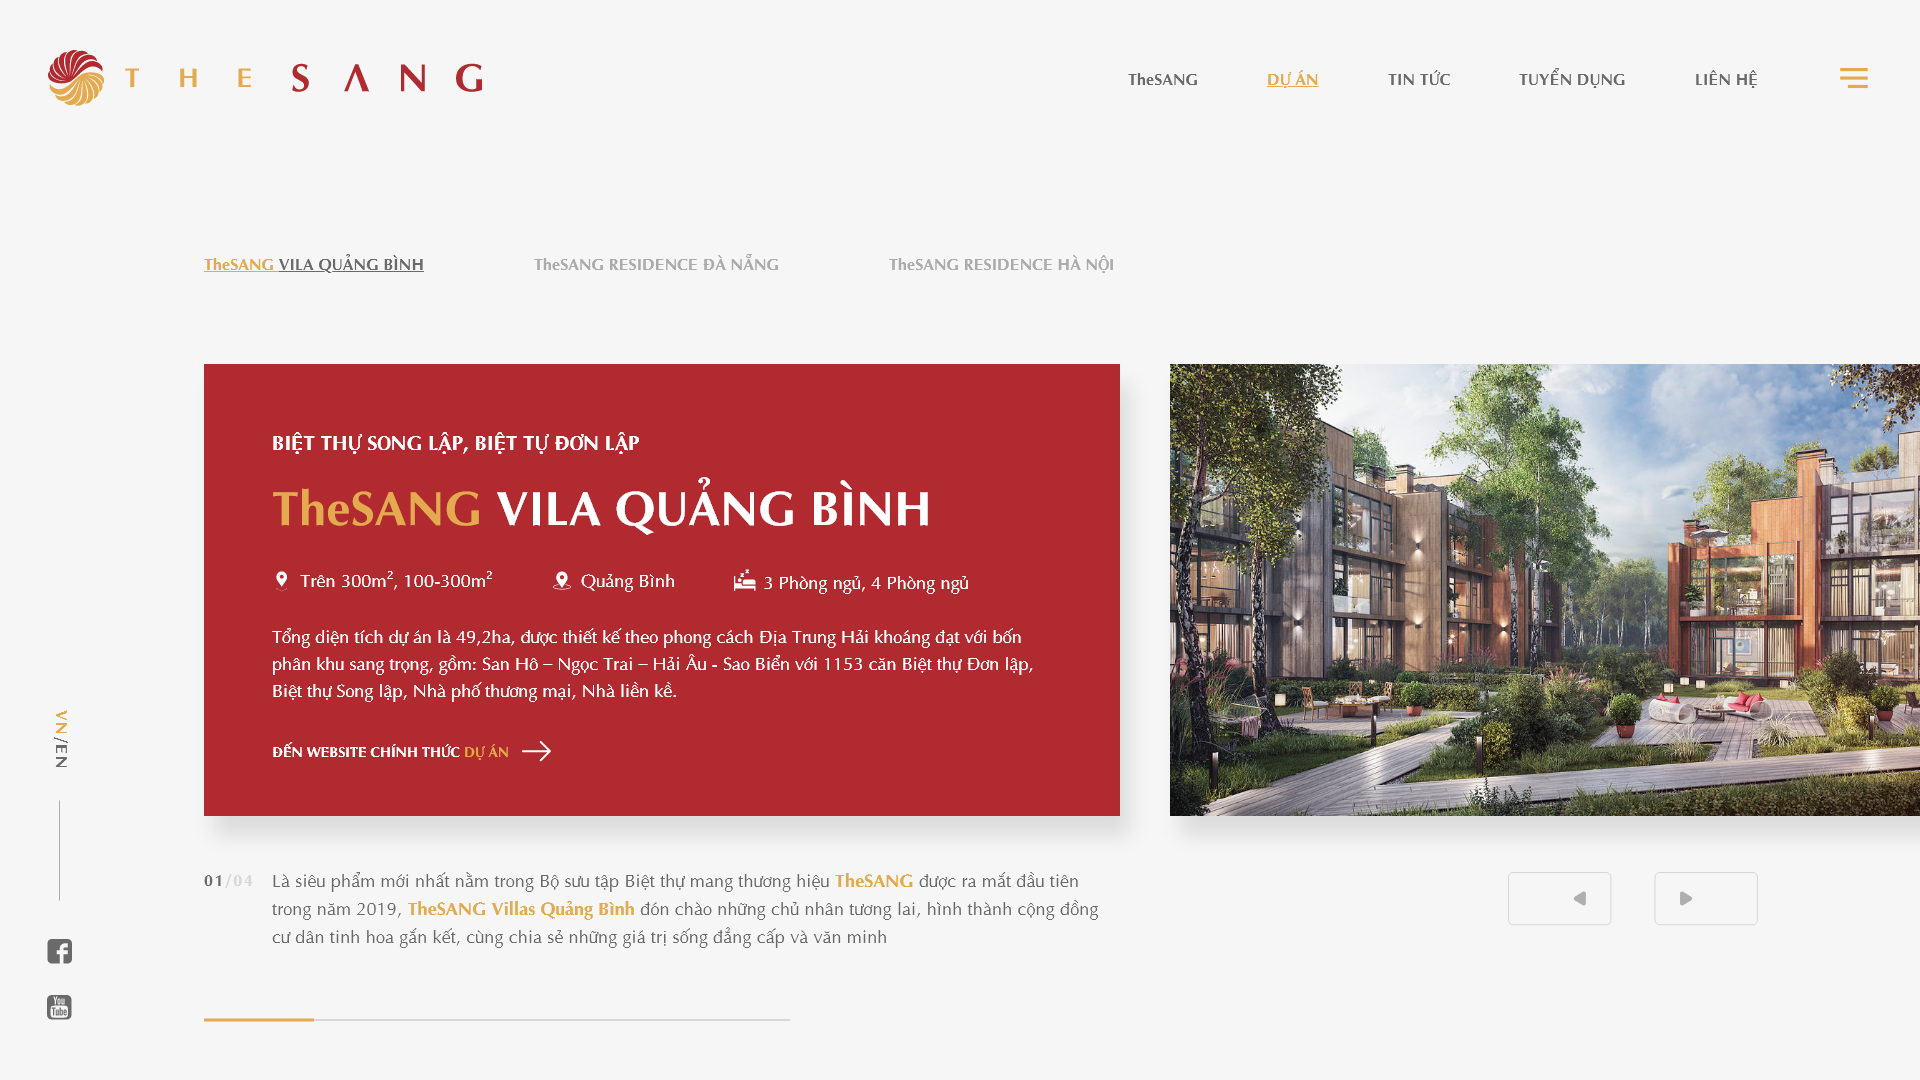 THE SANG
TheSANG DỰ ÁN TIN TỨC TUYỂN DỤNG LIÊN HỆ
TheSANG VILA QUẢNG BÌNH TheSANG RESIDENCE ĐÀ NẴNG TheSANG RESIDENCE HÀ NỘI
BIỆT THỰ SONG LẬP, BIỆT TỰ ĐƠN LẬP
TheSANG VILA QUẢNG BÌNH
Trên 300m², 100-300m² Quảng Bình 3 Phòng ngủ, 4 Phòng ngủ
Tổng diện tích dự án là 49,2ha, được thiết kế theo phong cách Địa Trung Hải khoáng đạt với bốn
phân khu sang trọng, gồm: San Hô – Ngọc Trai – Hải Âu - Sao Biển với 1153 căn Biệt thự Đơn lập,
Biệt thự Song lập, Nhà phố thương mại, Nhà liền kề.
ĐẾN WEBSITE CHÍNH THỨC DỰ ÁN
VN/EN
01/04
Là siêu phẩm mới nhất nằm trong Bộ sưu tập Biệt thự mang thương hiệu TheSANG được ra mắt đầu tiên
trong năm 2019, TheSANG Villas Quảng Bình đón chào những chủ nhân tương lai, hình thành cộng đồng
cư dân tinh hoa gắn kết, cùng chia sẻ những giá trị sống đẳng cấp và văn minh
You
Tube